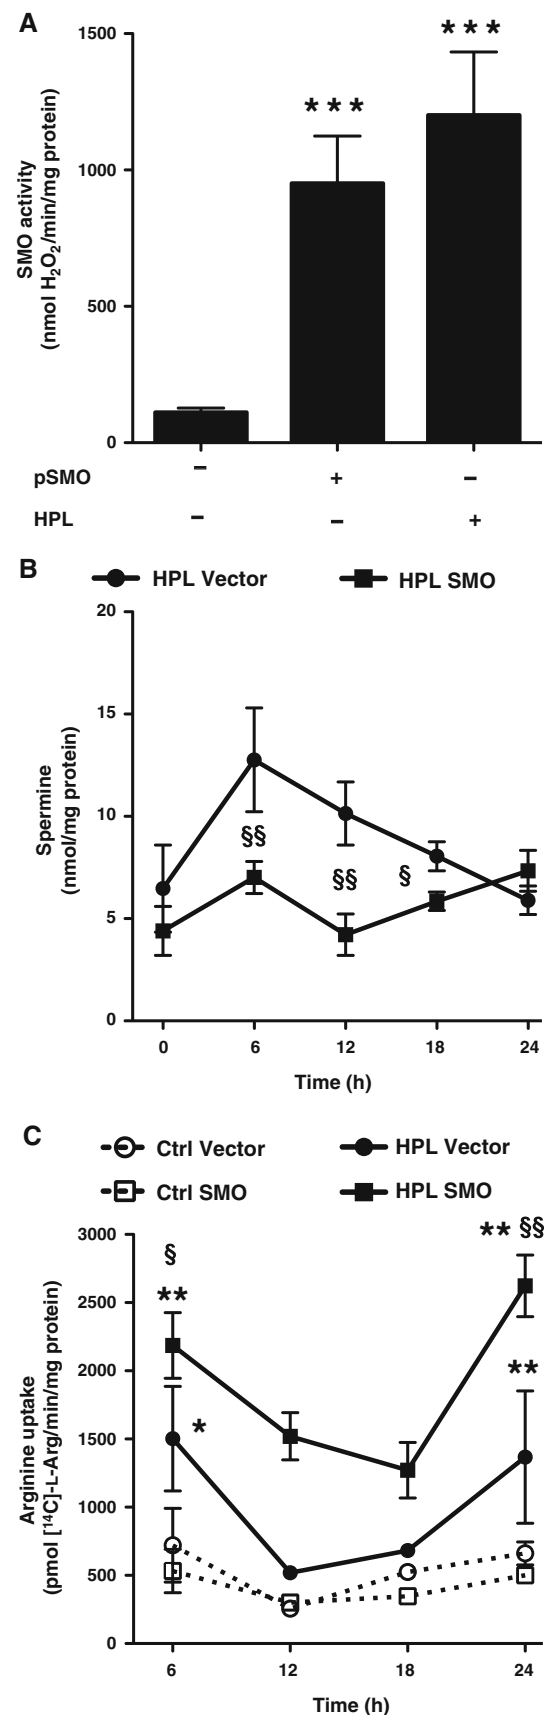 A
SMO activity
(nmol H₂O₂/min/mg protein)
1500
1000
500
0
***
***
pSMO − + −
HPL − − +
B
HPL Vector HPL SMO
Spermine
(nmol/mg protein)
20
15
10
5
0
§§
§§
§
0 6 12 18 24
Time (h)
C
Ctrl Vector HPL Vector
Ctrl SMO HPL SMO
Arginine uptake
(pmol [¹⁴C]-L-Arg/min/mg protein)
3000
2500
2000
1500
1000
500
0
§
**
*
** §§
**
6 12 18 24
Time (h)